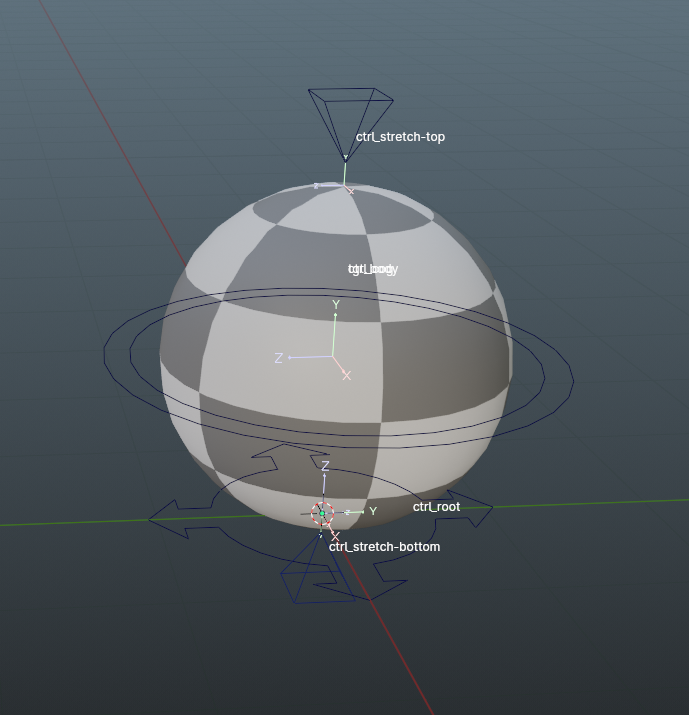 ctrl_stretch-top
z
X
Y
Z
X
Z
Y
ctrl_root
X
ctrl_stretch-bottom